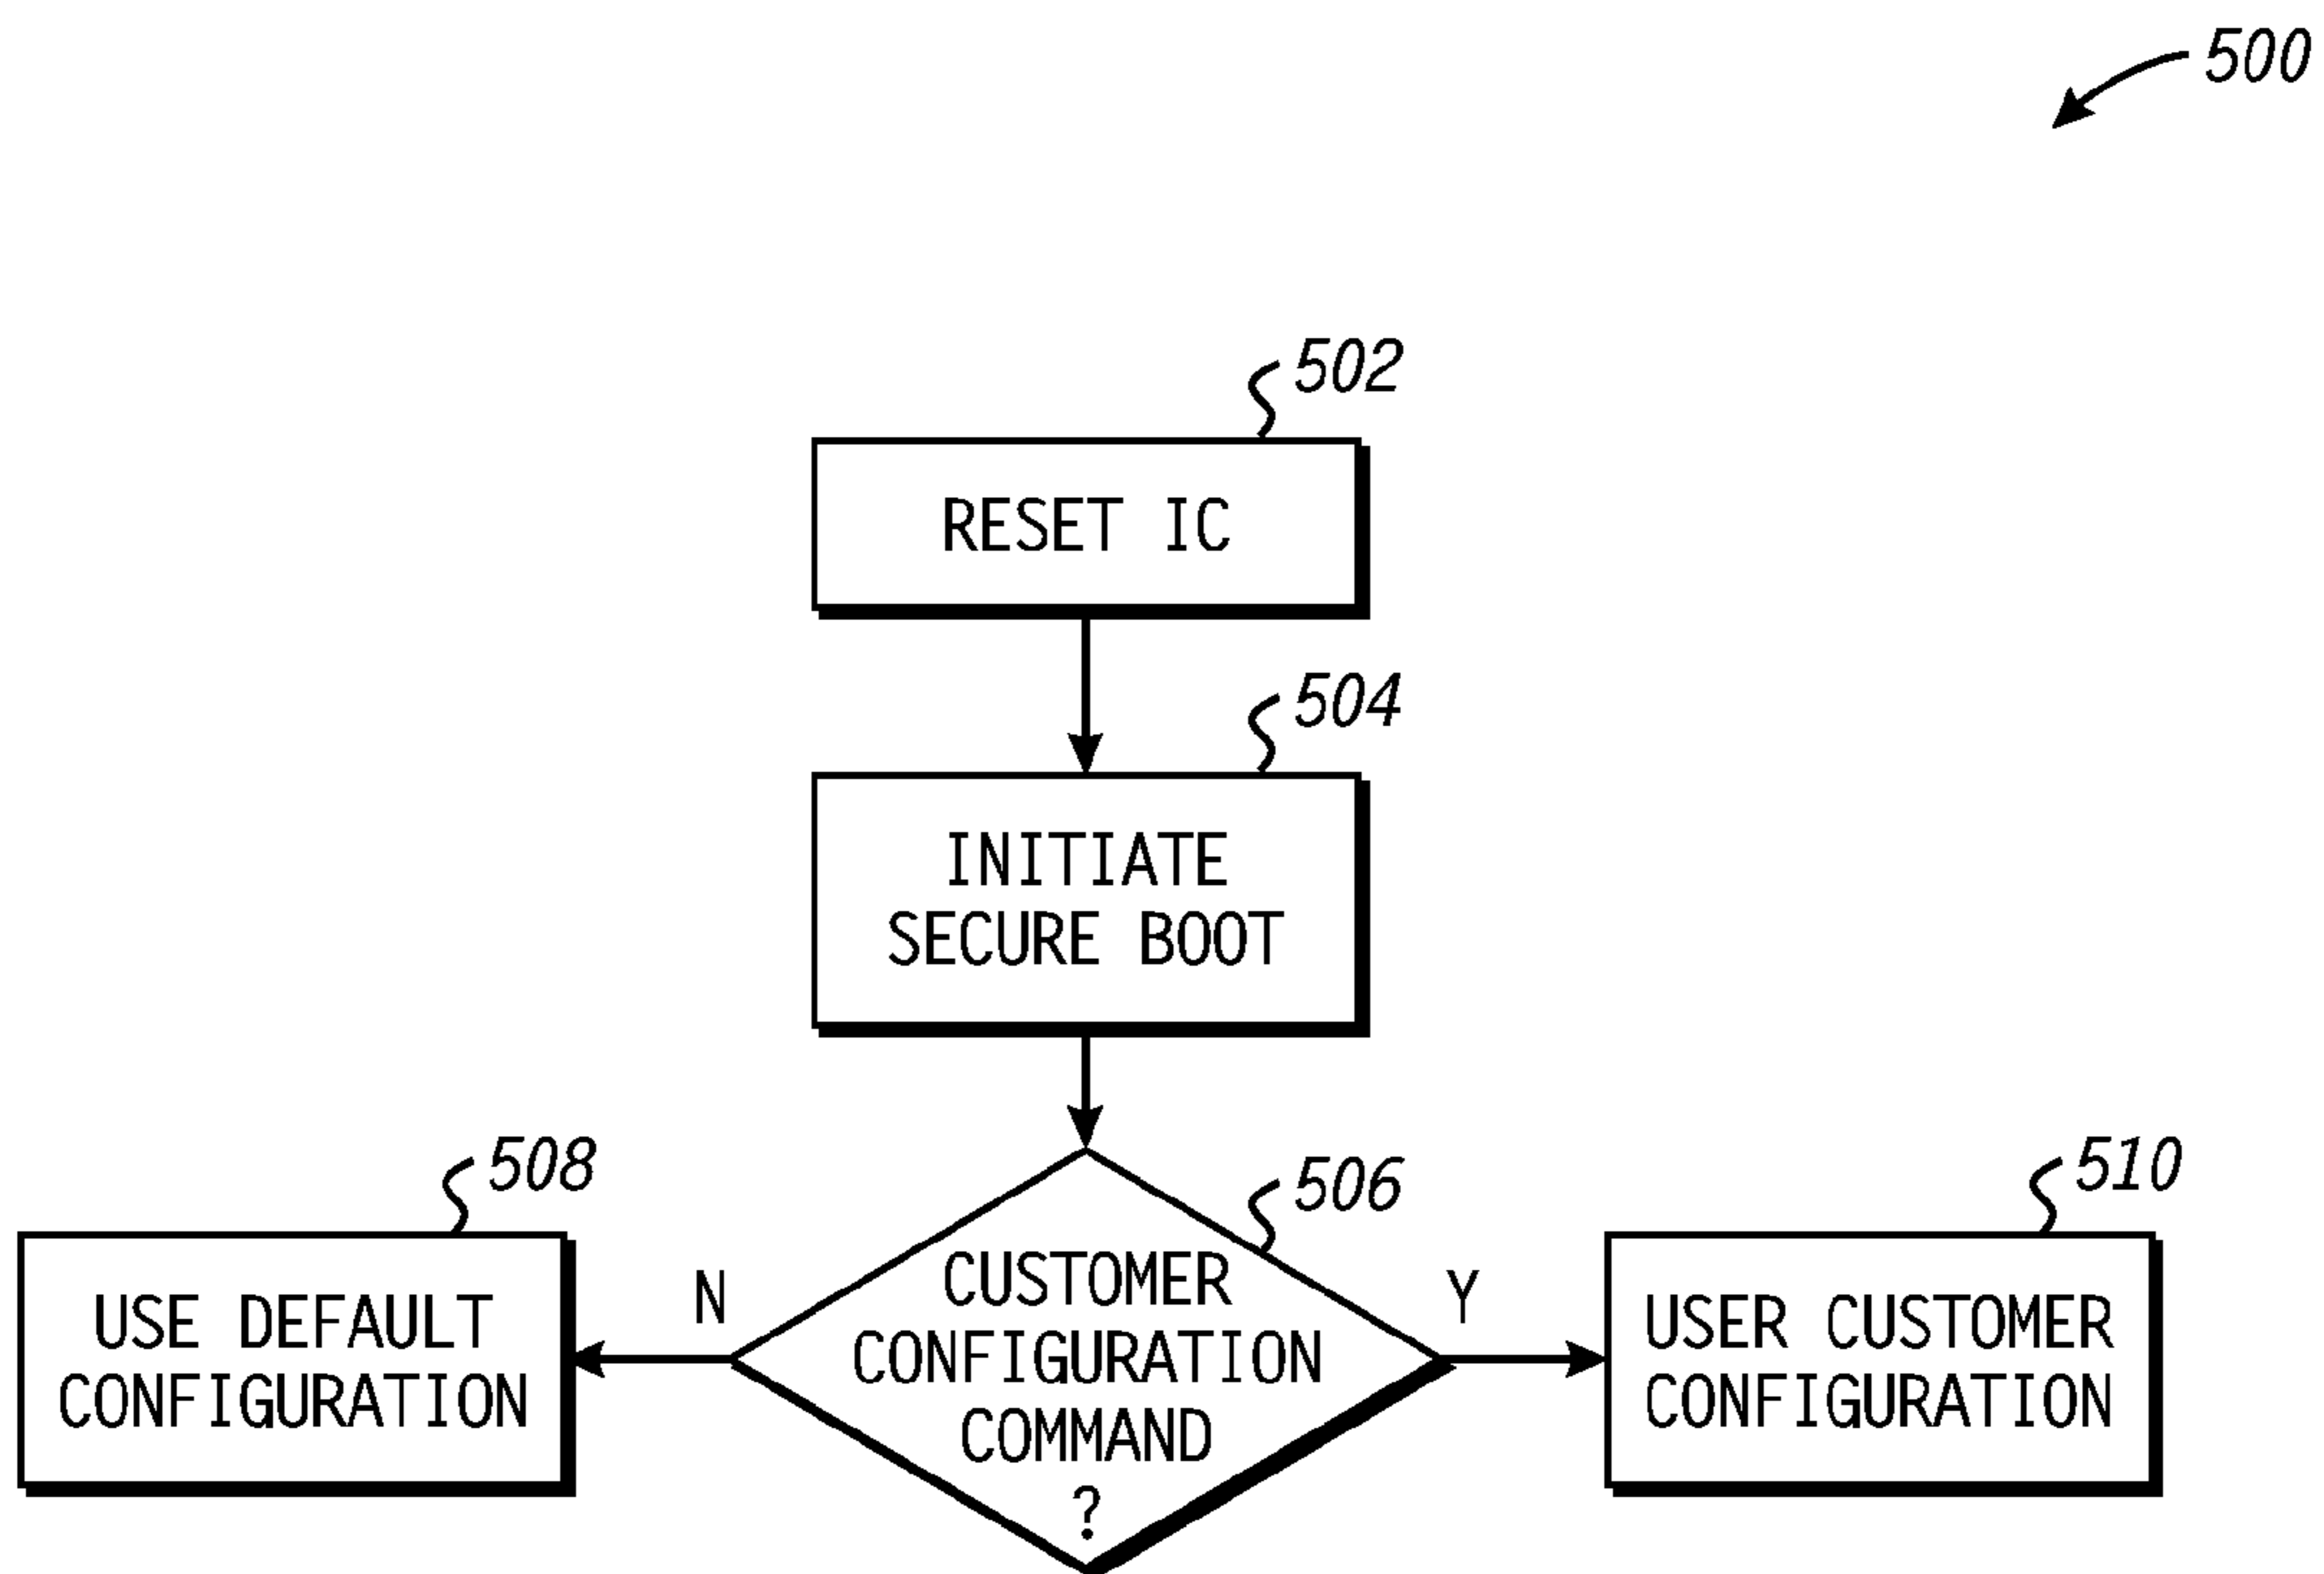 500
502
RESET IC
504
INITIATE
SECURE BOOT
508
506
510
N
Y
USE DEFAULT
CONFIGURATION
CUSTOMER
CONFIGURATION
COMMAND
?
USER CUSTOMER
CONFIGURATION